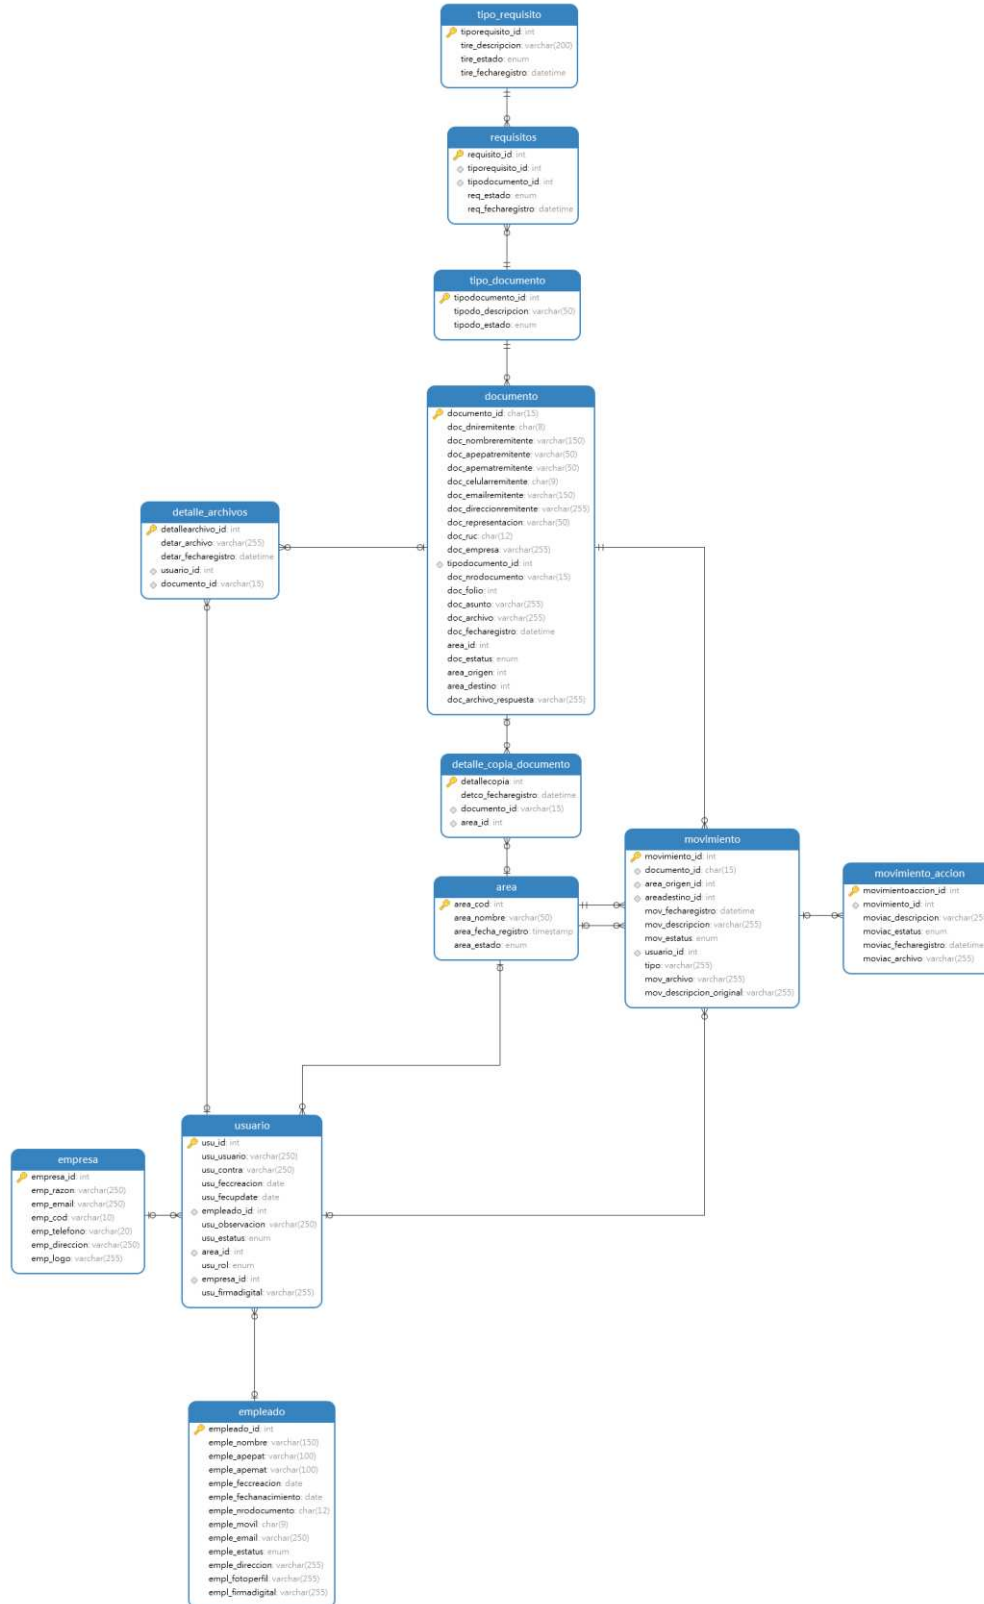 tipo_requisito
tiporequisito_id: int
tire_descripcion: varchar(200)
tire_estado: enum
tire_fecharegistro: datetime
requisitos
requisito_id: int
tiporequisito_id: int
tipodocumento_id: int
req_estado: enum
req_fecharegistro: datetime
tipo_documento
tipodocumento_id: int
tipodo_descripcion: varchar(50)
tipodo_estado: enum
documento
documento_id: char(15)
doc_dniremitente: char(8)
doc_nombreremitente: varchar(150)
doc_apepatremitente: varchar(50)
doc_apematremitente: varchar(50)
doc_celularremitente: char(9)
doc_emailremitente: varchar(150)
doc_direccionremitente: varchar(255)
doc_representacion: varchar(50)
doc_ruc: char(12)
doc_empresa: varchar(255)
tipodocumento_id: int
doc_nrodocumento: varchar(15)
doc_folio: int
doc_asunto: varchar(255)
doc_archivo: varchar(255)
doc_fecharegistro: datetime
area_id: int
doc_estatus: enum
area_origen: int
area_destino: int
doc_archivo_respuesta: varchar(255)
detalle_archivos
detallearchivo_id: int
detar_archivo: varchar(255)
detar_fecharegistro: datetime
usuario_id: int
documento_id: varchar(15)
detalle_copia_documento
detallecopia: int
detco_fecharegistro: datetime
documento_id: varchar(15)
area_id: int
area
area_cod: int
area_nombre: varchar(50)
area_fecha_registro: timestamp
area_estado: enum
movimiento
movimiento_id: int
documento_id: char(15)
area_origen_id: int
areadestino_id: int
mov_fecharegistro: datetime
mov_descripcion: varchar(255)
mov_estatus: enum
usuario_id: int
tipo: varchar(255)
mov_archivo: varchar(255)
mov_descripcion_original: varchar(255)
movimiento_accion
movimientoaccion_id: int
movimiento_id: int
moviac_descripcion: varchar(25
moviac_estatus: enum
moviac_fecharegistro: datetime
moviac_archivo: varchar(255)
usuario
usu_id: int
usu_usuario: varchar(250)
usu_contra: varchar(250)
usu_feccreacion: date
usu_fecupdate: date
empleado_id: int
usu_observacion: varchar(250)
usu_estatus: enum
area_id: int
usu_rol: enum
empresa_id: int
usu_firmadigital: varchar(255)
empresa
empresa_id: int
emp_razon: varchar(250)
emp_email: varchar(250)
emp_cod: varchar(10)
emp_telefono: varchar(20)
emp_direccion: varchar(250)
emp_logo: varchar(255)
empleado
empleado_id: int
emple_nombre: varchar(150)
emple_apepat: varchar(100)
emple_apemat: varchar(100)
emple_feccreacion: date
emple_fechanacimiento: date
emple_nrodocumento: char(12)
emple_movil: char(9)
emple_email: varchar(250)
emple_estatus: enum
emple_direccion: varchar(255)
empl_fotoperfil: varchar(255)
empl_firmadigital: varchar(255)